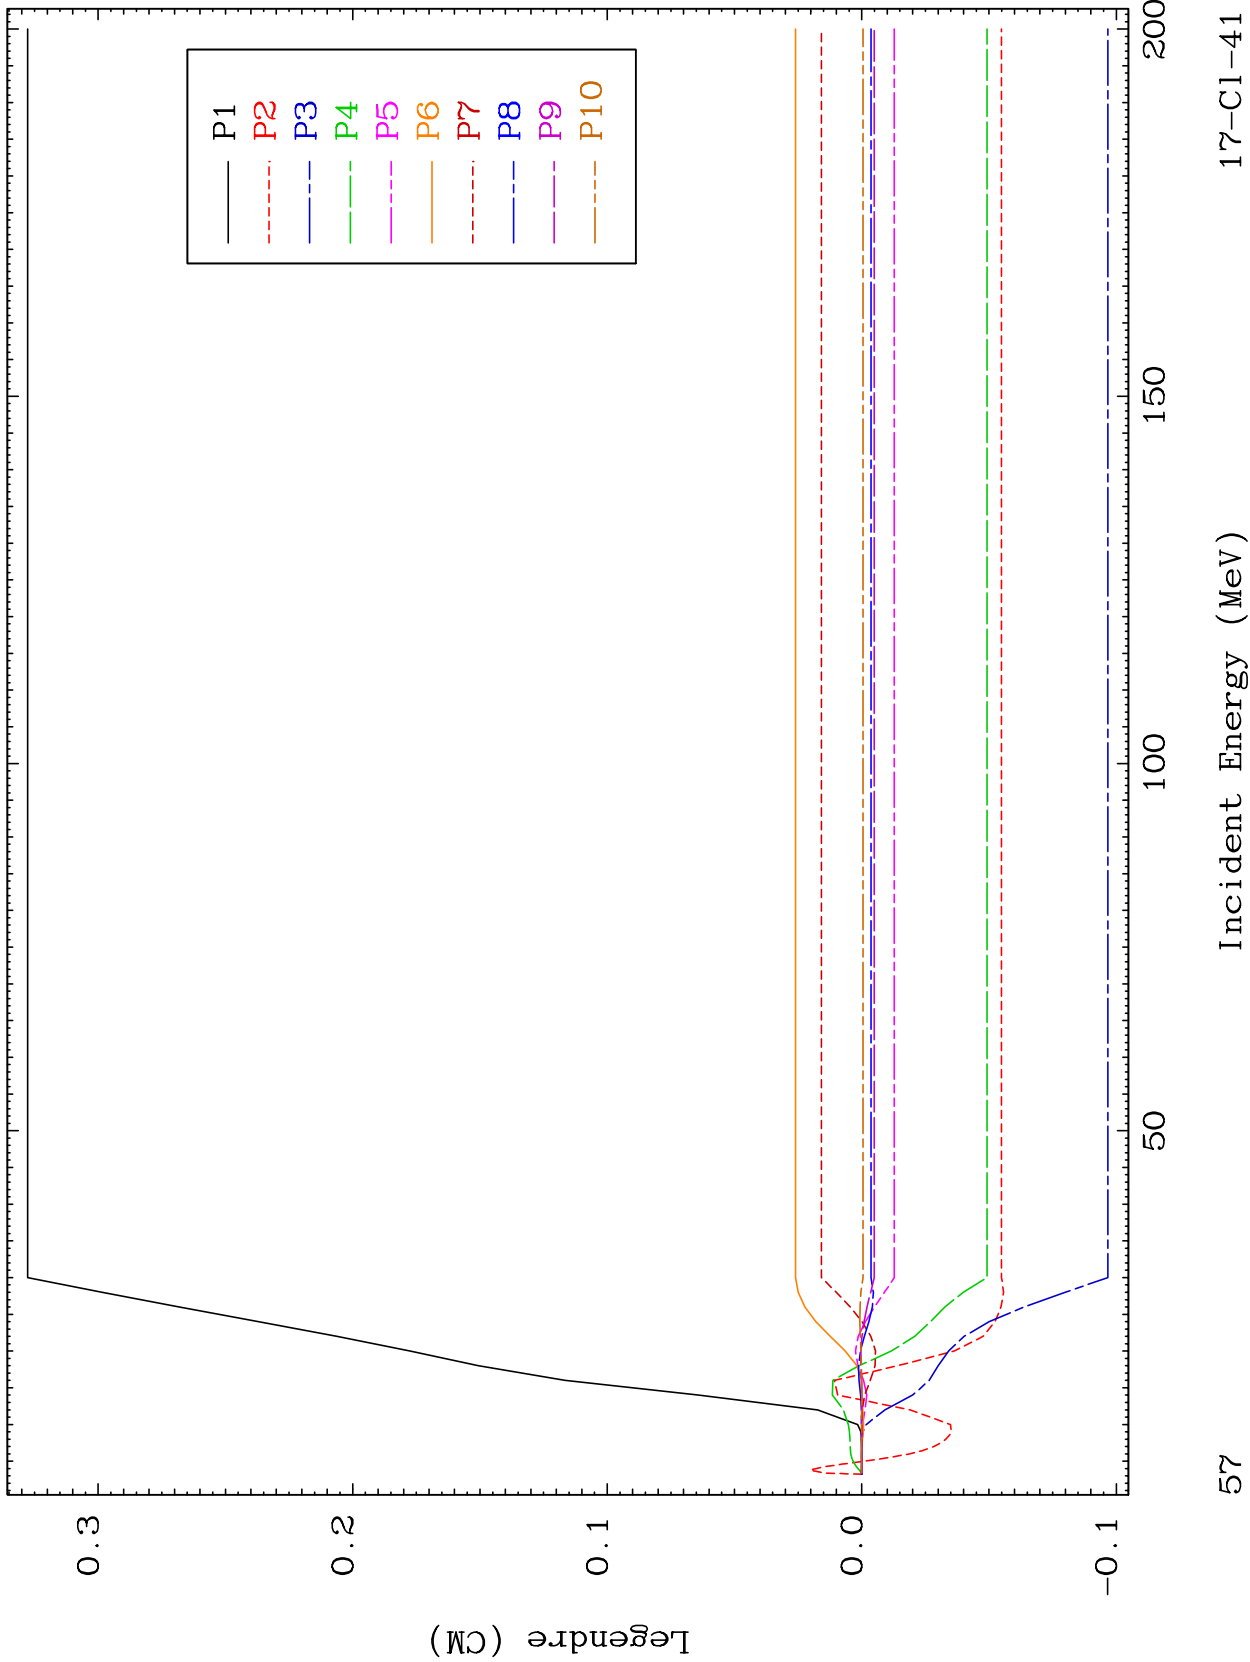 Legendre (CM)
0.3
0.2
0.1
0.0
-0.1
P1
P2
P3
P4
P5
P6
P7
P8
P9
P10
50
100
150
200
Incident Energy (MeV)
57
17-Cl-41